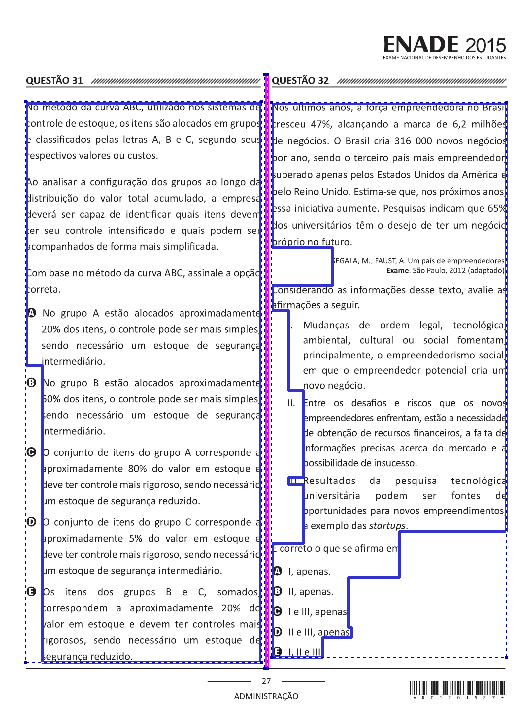 ENADE 2015
EXAME NACIONAL DE DESEMPENHO DOS ESTUDANTES
QUESTÃO 31
No método da curva ABC, utilizado nos sistemas de
controle de estoque, os itens são alocados em grupos
e classificados pelas letras A, B e C, segundo seus
respectivos valores ou custos.
Ao analisar a configuração dos grupos ao longo da
distribuição do valor total acumulado, a empresa
deverá ser capaz de identificar quais itens devem
ter seu controle intensificado e quais podem ser
acompanhados de forma mais simplificada.
Com base no método da curva ABC, assinale a opção
correta.
A No grupo A estão alocados aproximadamente
20% dos itens, o controle pode ser mais simples,
sendo necessário um estoque de segurança
intermediário.
B No grupo B estão alocados aproximadamente
60% dos itens, o controle pode ser mais simples,
sendo necessário um estoque de segurança
intermediário.
C O conjunto de itens do grupo A corresponde a
aproximadamente 80% do valor em estoque e
deve ter controle mais rigoroso, sendo necessário
um estoque de segurança reduzido.
D O conjunto de itens do grupo C corresponde a
aproximadamente 5% do valor em estoque e
deve ter controle mais rigoroso, sendo necessário
um estoque de segurança intermediário.
E Os itens dos grupos B e C, somados,
correspondem a aproximadamente 20% do
valor em estoque e devem ter controles mais
rigorosos, sendo necessário um estoque de
segurança reduzido.
QUESTÃO 32
Nos últimos anos, a força empreendedora no Brasil
cresceu 47%, alcançando a marca de 6,2 milhões
de negócios. O Brasil cria 316 000 novos negócios
por ano, sendo o terceiro país mais empreendedor,
superado apenas pelos Estados Unidos da América e
pelo Reino Unido. Estima-se que, nos próximos anos,
essa iniciativa aumente. Pesquisas indicam que 65%
dos universitários têm o desejo de ter um negócio
próprio no futuro.
SEGALA, M.; FAUST, A. Um país de empreendedores.
Exame. São Paulo, 2012 (adaptado).
Considerando as informações desse texto, avalie as
afirmações a seguir.
I. Mudanças de ordem legal, tecnológica,
ambiental, cultural ou social fomentam,
principalmente, o empreendedorismo social,
em que o empreendedor potencial cria um
novo negócio.
II. Entre os desafios e riscos que os novos
empreendedores enfrentam, estão a necessidade
de obtenção de recursos financeiros, a falta de
informações precisas acerca do mercado e a
possibilidade de insucesso.
III. Resultados da pesquisa tecnológica
universitária podem ser fontes de
oportunidades para novos empreendimentos,
a exemplo das startups.
É correto o que se afirma em
A I, apenas.
B II, apenas.
C I e III, apenas.
D II e III, apenas.
E I, II e III.
27
ADMINISTRAÇÃO